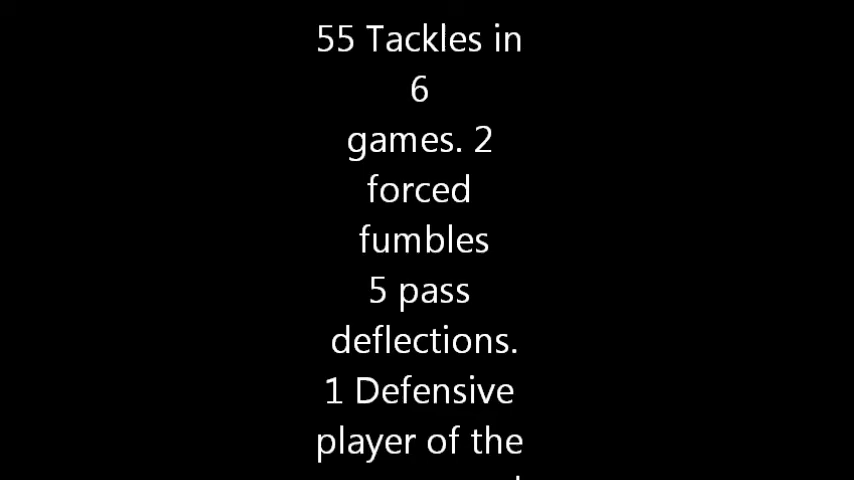 55 Tackles in
6
games. 2
forced
fumbles
5 pass
deflections.
1 Defensive
player of the